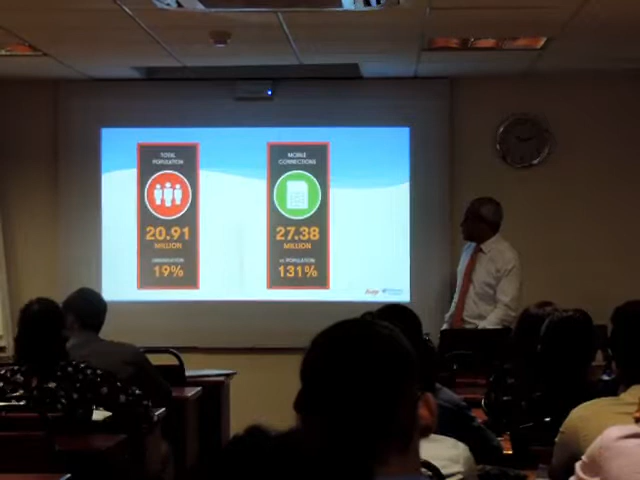 TOTAL
POPULATION
20.91
MILLION
URBANISATION
19%
MOBILE
CONNECTIONS
27.38
MILLION
vs POPULATION
131%